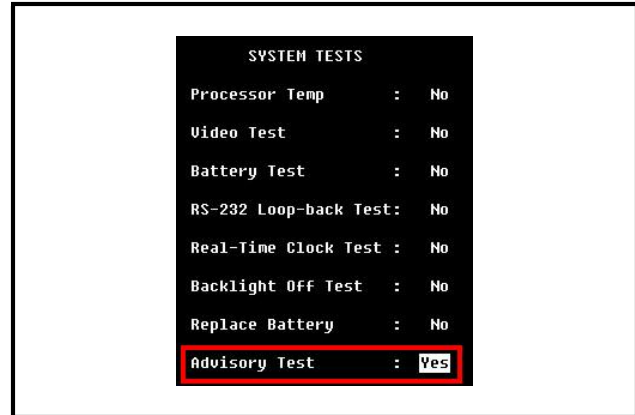 SYSTEM TESTS
Processor Temp : No
Video Test : No
Battery Test : No
RS-232 Loop-back Test: No
Real-Time Clock Test : No
Backlight Off Test : No
Replace Battery : No
Advisory Test : Yes